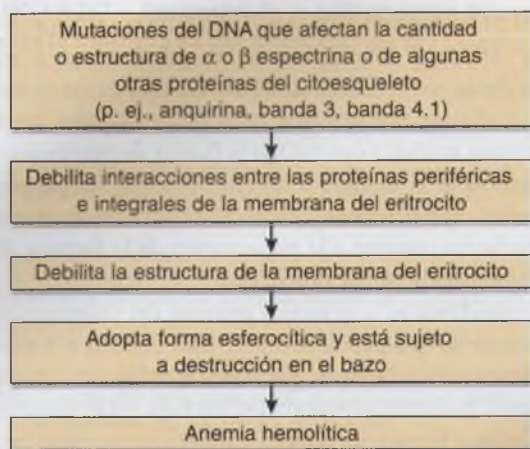 Mutaciones del DNA que afectan la cantidad
o estructura de α o β espectrina o de algunas
otras proteínas del citoesqueleto
(p. ej., anquirina, banda 3, banda 4.1)
Debilita interacciones entre las proteínas periféricas
e integrales de la membrana del eritrocito
Debilita la estructura de la membrana del eritrocito
Adopta forma esferocítica y está sujeto
a destrucción en el bazo
Anemia hemolítica